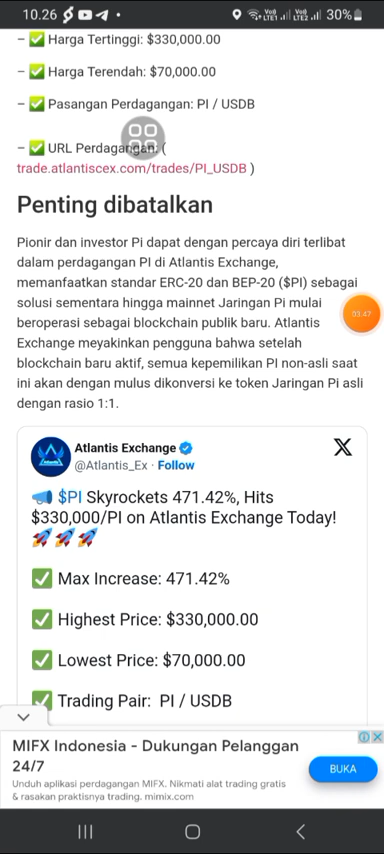 10.26
Vo)) LTE1 Vo)) LTE2 30%
– ✅ Harga Tertinggi: $330,000.00
– ✅ Harga Terendah: $70,000.00
– ✅ Pasangan Perdagangan: PI / USDB
– ✅ URL Perdagangan: (
trade.atlantiscex.com/trades/PI_USDB )
Penting dibatalkan
Pionir dan investor Pi dapat dengan percaya diri terlibat
dalam perdagangan PI di Atlantis Exchange,
memanfaatkan standar ERC-20 dan BEP-20 ($PI) sebagai
solusi sementara hingga mainnet Jaringan Pi mulai
beroperasi sebagai blockchain publik baru. Atlantis
Exchange meyakinkan pengguna bahwa setelah
blockchain baru aktif, semua kepemilikan PI non-asli saat
ini akan dengan mulus dikonversi ke token Jaringan Pi asli
dengan rasio 1:1.
03:47
Atlantis Exchange
@Atlantis_Ex · Follow
📣 $PI Skyrockets 471.42%, Hits
$330,000/PI on Atlantis Exchange Today!
🚀🚀🚀
✅ Max Increase: 471.42%
✅ Highest Price: $330,000.00
✅ Lowest Price: $70,000.00
✅ Trading Pair: PI / USDB
MIFX Indonesia - Dukungan Pelanggan
24/7
Unduh aplikasi perdagangan MIFX. Nikmati alat trading gratis
& rasakan praktisnya trading. mimix.com
BUKA